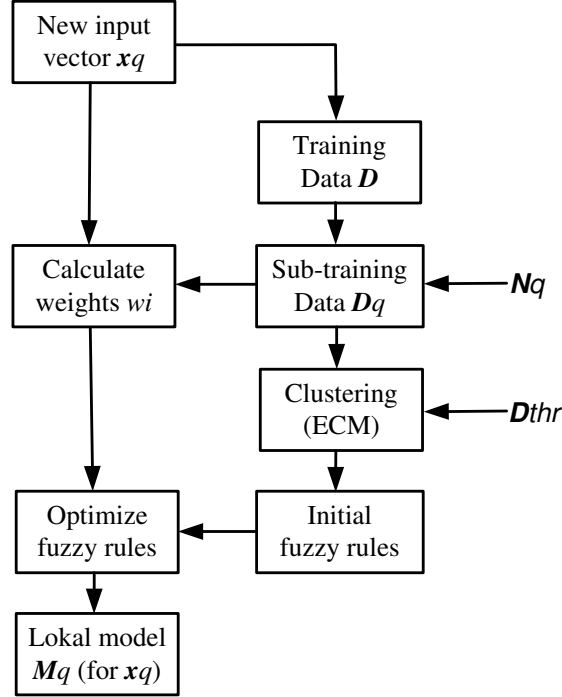 New input
vector xq
Training
Data D
Calculate
weights wi
Sub-training
Data Dq
Nq
Clustering
(ECM)
Dthr
Optimize
fuzzy rules
Initial
fuzzy rules
Lokal model
Mq (for xq)